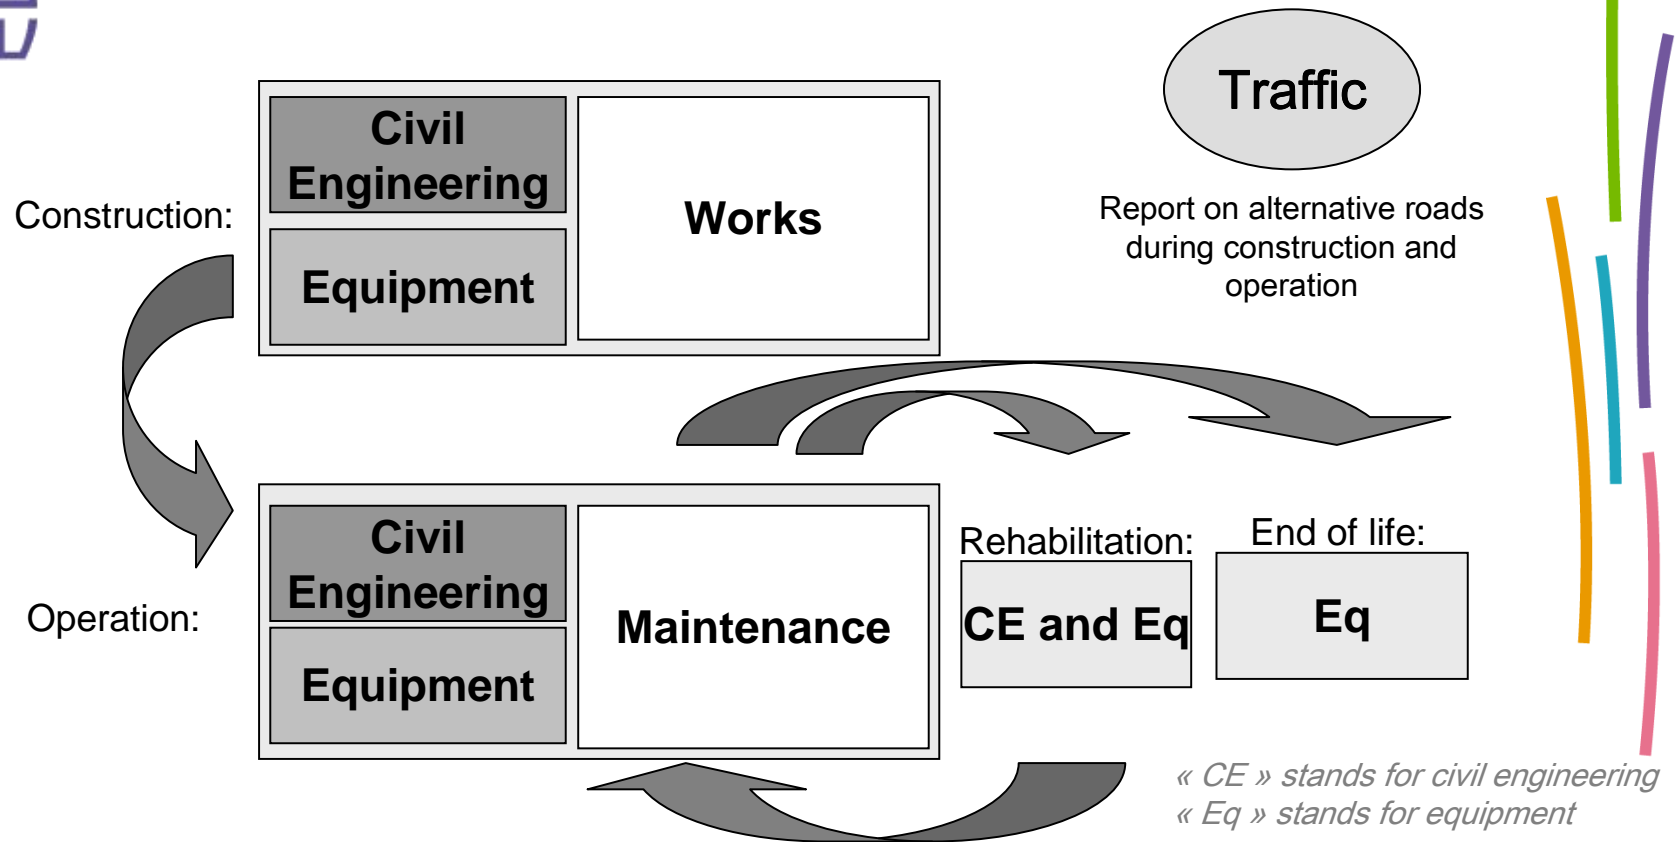 Traffic
Report on alternative roads
during construction and
operation
Construction:
Civil
Engineering
Equipment
Works
Operation:
Civil
Engineering
Equipment
Maintenance
Rehabilitation:
CE and Eq
End of life:
Eq
« CE » stands for civil engineering
« Eq » stands for equipment